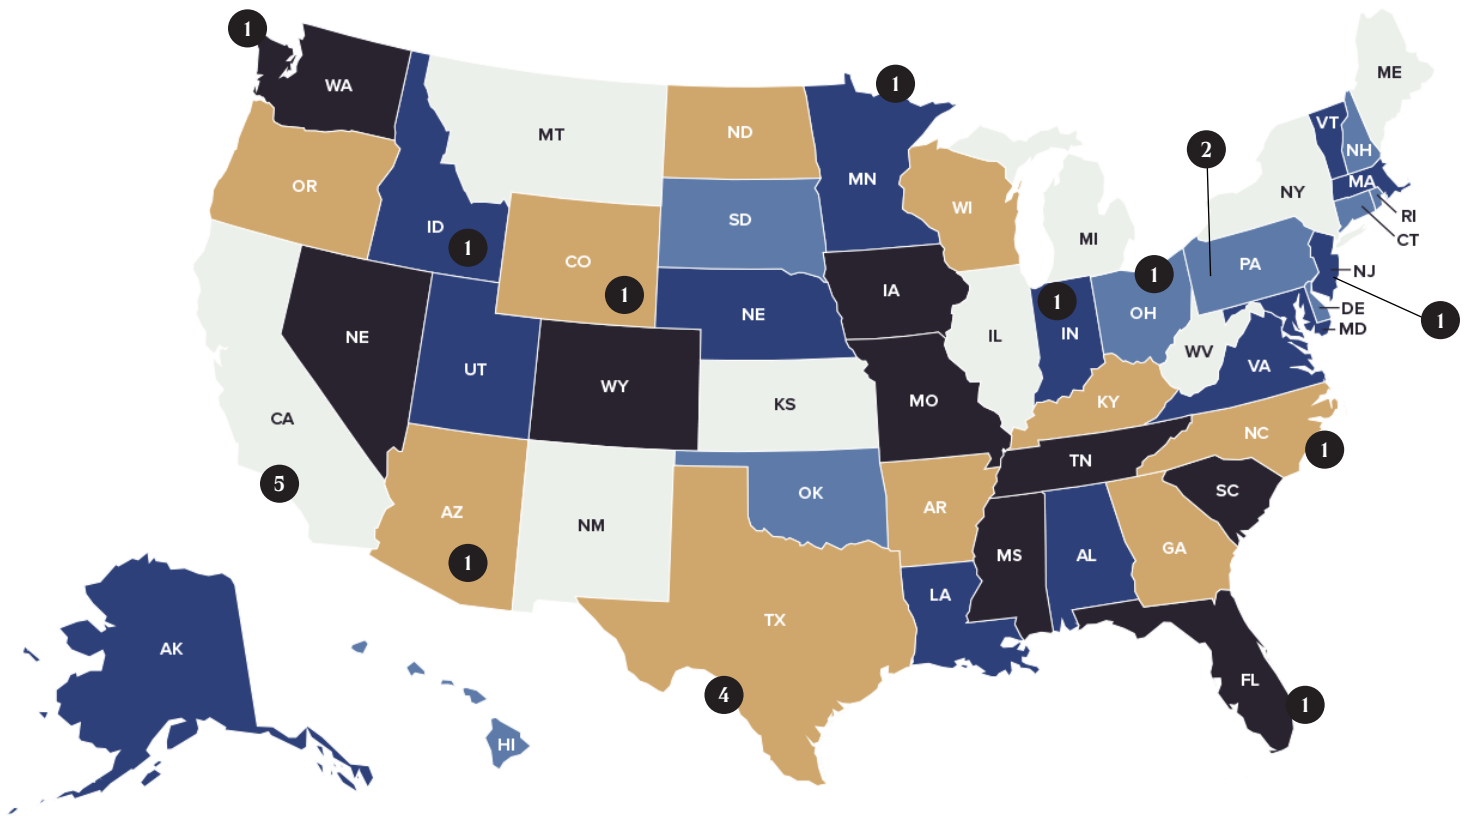 1
WA
MT
ND
1
MN
ME
VT
NH
2
MA
NY
RI
CT
OR
ID
1
SD
WI
MI
CO
1
PA
NJ
IA
1
1
OH
DE
MD
1
NE
NE
IL
IN
WV
UT
WY
KS
MO
VA
KY
CA
NC
1
TN
5
AZ
NM
OK
AR
SC
1
MS
AL
GA
LA
TX
AK
4
FL
1
HI